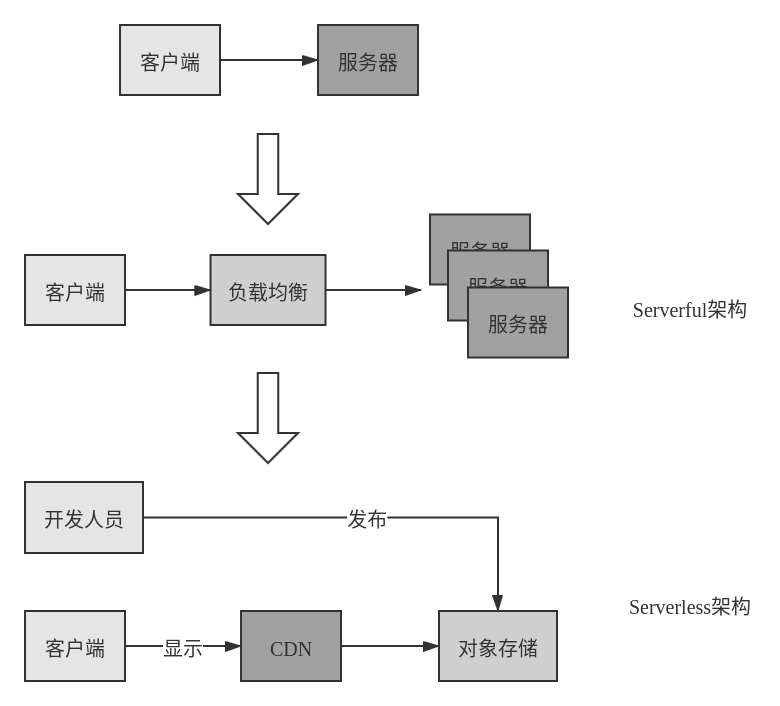 客户端
服务器
服务器
服务器
服务器
客户端
负载均衡
Serverful架构
开发人员
发布
Serverless架构
客户端
显示
CDN
对象存储